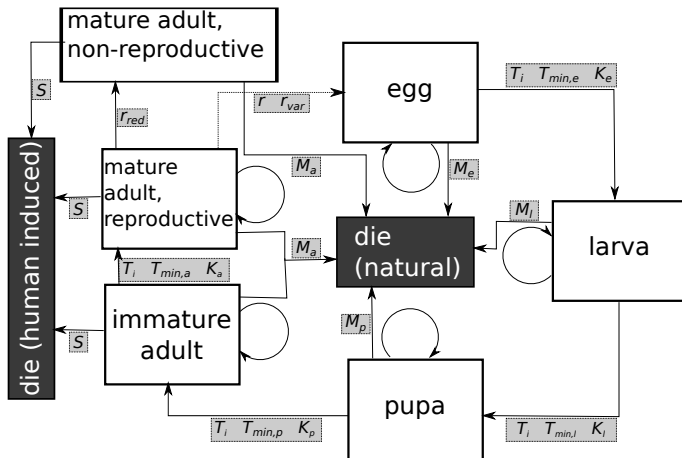 mature adult,
non-reproductive
S
r_red
r r_var
egg
T_i T_min,e K_e
die (human induced)
mature
adult,
reproductive
S
M_a
M_e
M_l
M_a
die
(natural)
larva
T_i T_min,a K_a
immature
adult
S
M_p
pupa
T_i T_min,p K_p
T_i T_min,l K_l